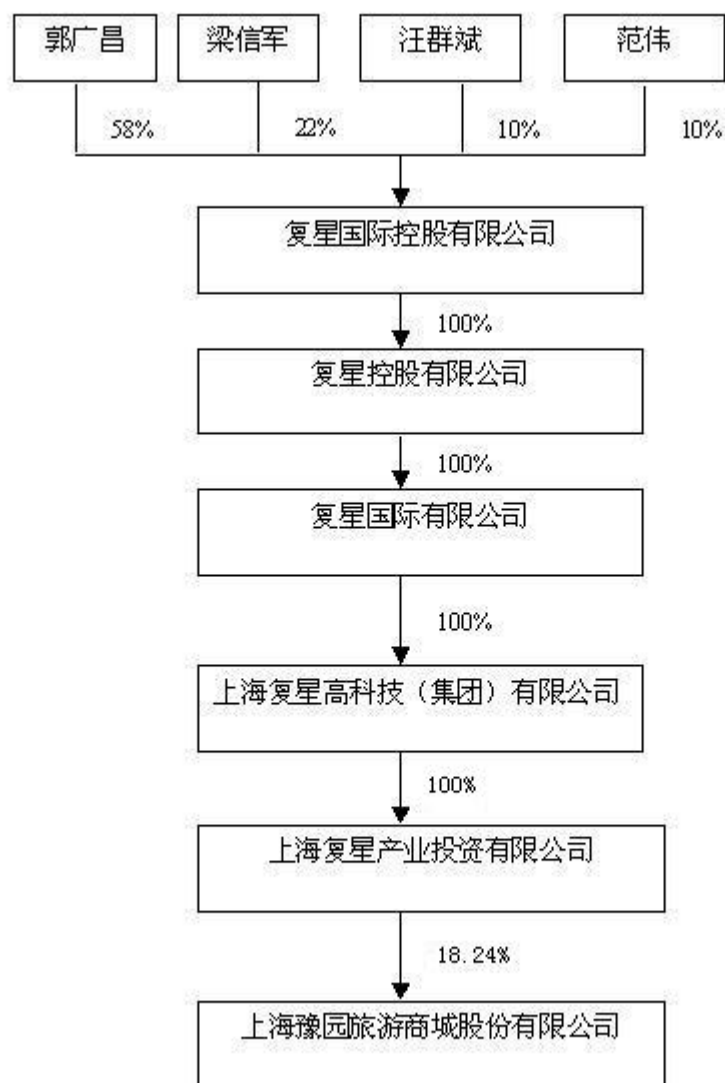 郭广昌 梁信军 汪群斌 范伟
58% 22% 10% 10%
复星国际控股有限公司
100%
复星控股有限公司
100%
复星国际有限公司
100%
上海复星高科技（集团）有限公司
100%
上海复星产业投资有限公司
18.24%
上海豫园旅游商城股份有限公司